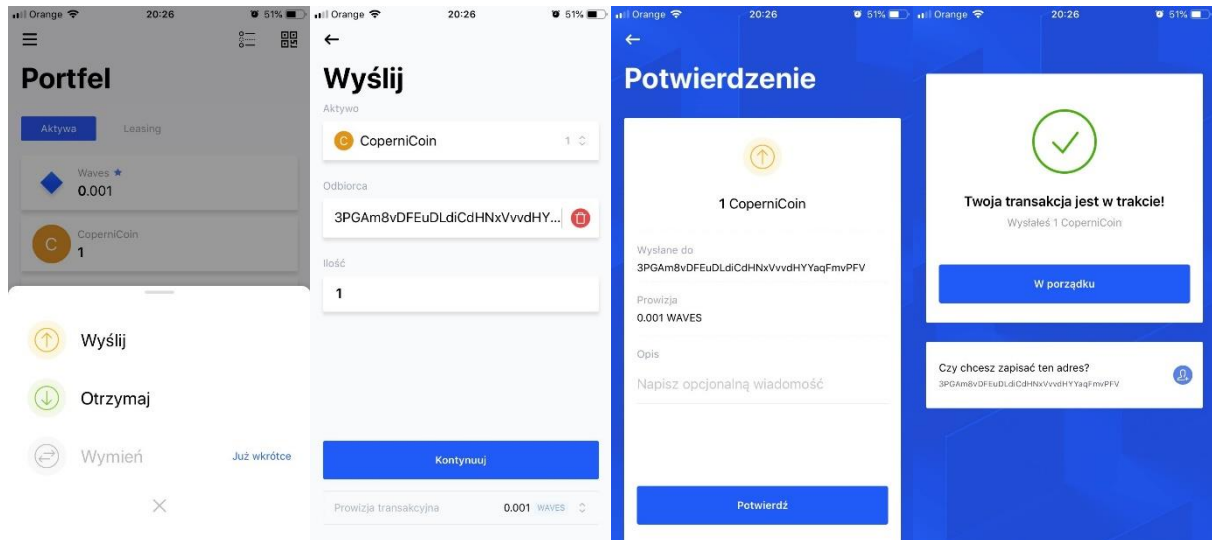 Orange 20:26 51%
Portfel
Aktywa Leasing
Waves
0.001
C CoperniCoin
1
Wyślij
Otrzymaj
Wymień Już wkrótce
Orange 20:26 51%
Wyślij
Aktywo
C CoperniCoin 1
Odbiorca
3PGAm8vDFEuDLdiCdHNxVvvdHY...
Ilość
1
Kontynuuj
Prowizja transakcyjna 0.001 WAVES
Orange 20:26 51%
Potwierdzenie
1 CoperniCoin
Wysłane do
3PGAm8vDFEuDLdiCdHNxVvvdHYYaqFmvPFV
Prowizja
0.001 WAVES
Opis
Napisz opcjonalną wiadomość
Potwierdź
Orange 20:26 51%
Twoja transakcja jest w trakcie!
Wysłałeś 1 CoperniCoin
W porządku
Czy chcesz zapisać ten adres?
3PGAm8vDFEuDLdiCdHNxVvvdHYYaqFmvPFV